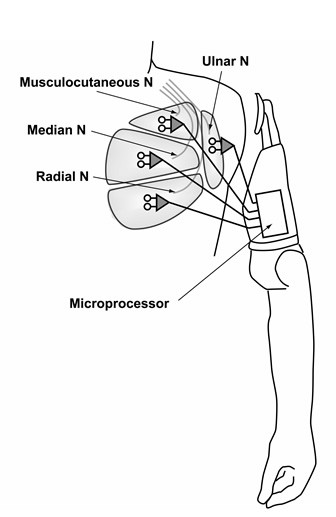 Ulnar N
Musculocutaneous N
Median N
Radial N
Microprocessor